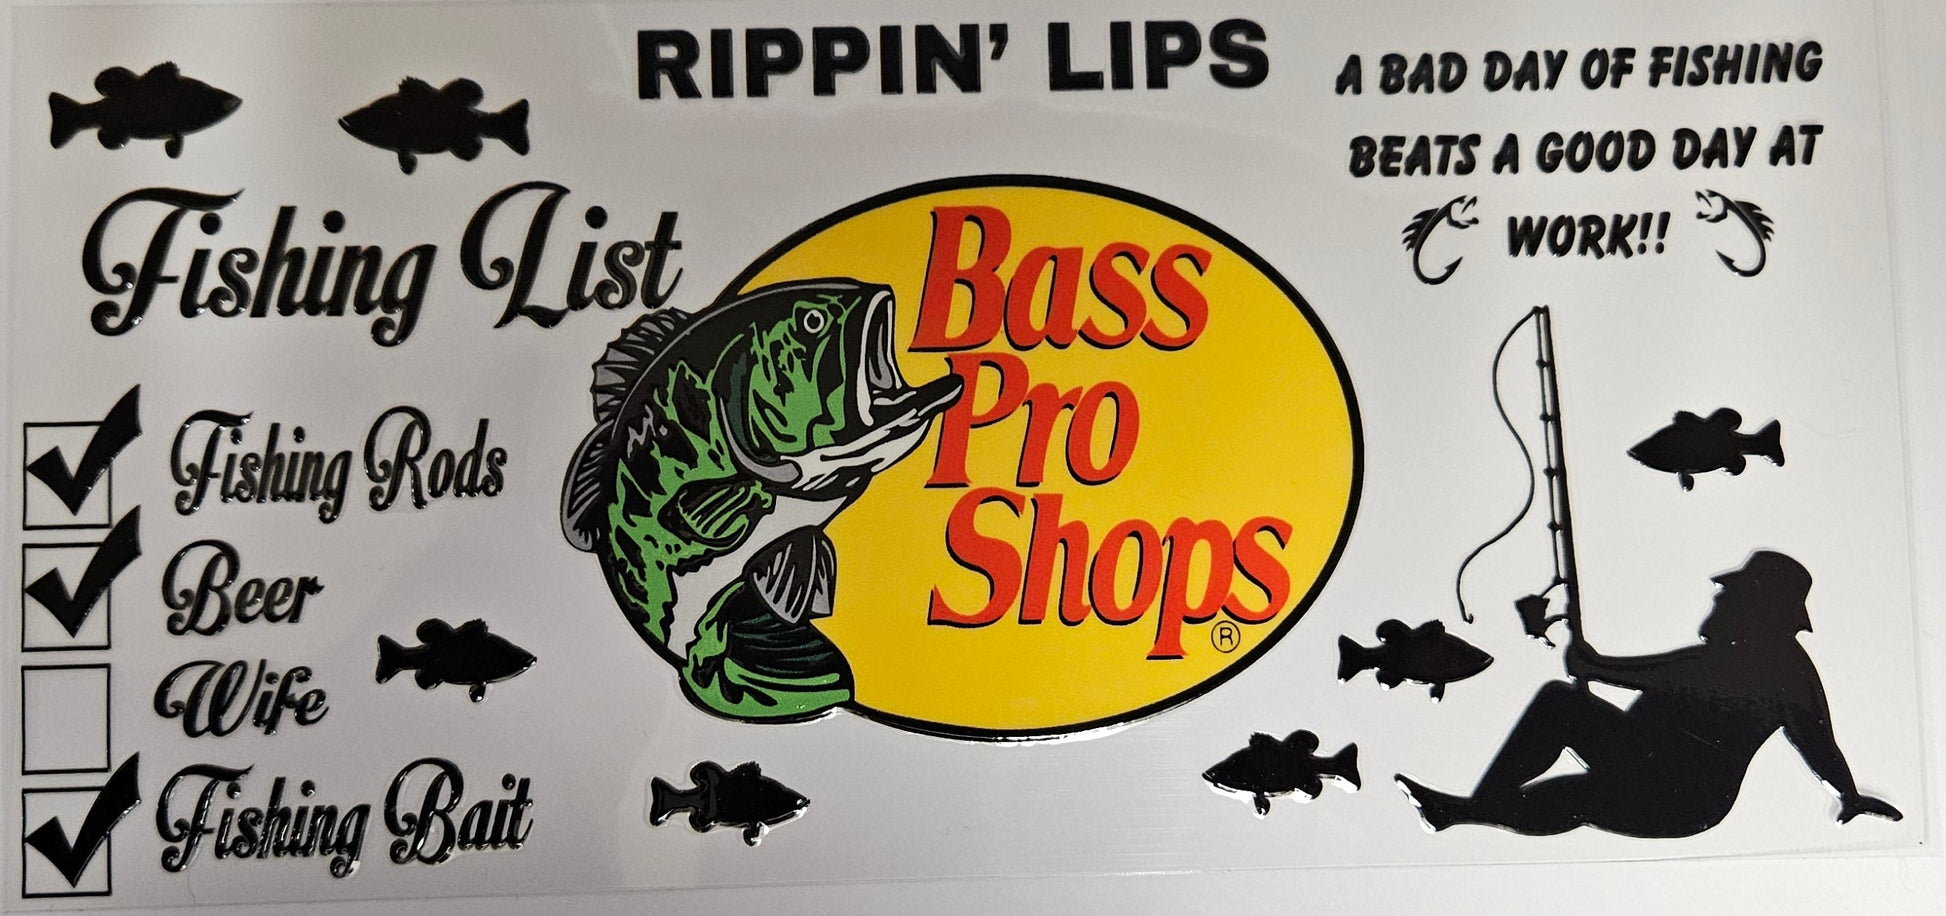 RIPPIN' LIPS
A BAD DAY OF FISHING
BEATS A GOOD DAY AT
WORK!!
Fishing List
Fishing Rods
Beer
Wife
Fishing Bait
Bass
Pro
Shops
®